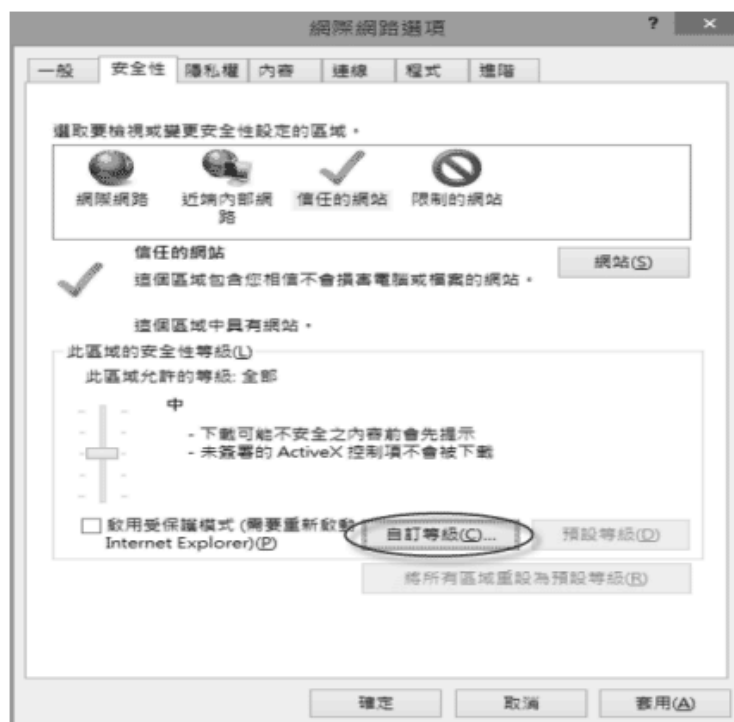 網際網路選項
? ×
一般 安全性 隱私權 內容 連線 程式 進階
選取要檢視或變更安全性設定的區域。
網際網路 近端內部網路 信任的網站 限制的網站
信任的網站
網站(S)
這個區域包含您相信不會損害電腦或檔案的網站。
這個區域中具有網站。
此區域的安全性等級(L)
此區域允許的等級: 全部
中
- 下載可能不安全之內容前會先提示
- 未簽署的 ActiveX 控制項不會被下載
啟用受保護模式 (需要重新啟動
Internet Explorer)(P)
自訂等級(C)... 預設等級(D)
將所有區域重設為預設等級(R)
確定 取消 套用(A)